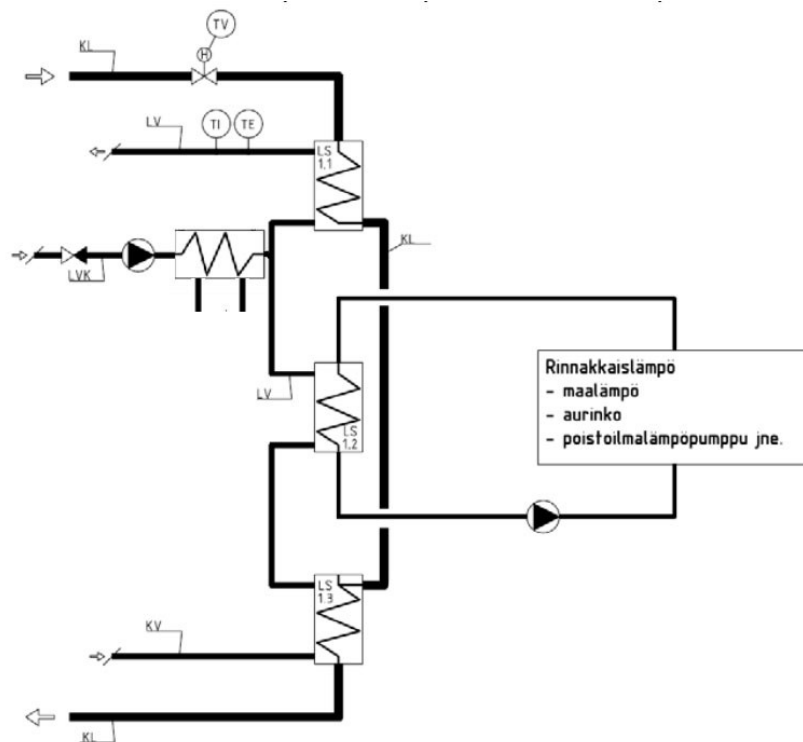 TV
H
KL
LV
TI
TE
LS
1.1
KL
LVK
Rinnakkaislämpö
- maalämpö
- aurinko
- poistoilmalämpöpumppu jne.
LV
LS
1.2
LS
1.3
KV
KL